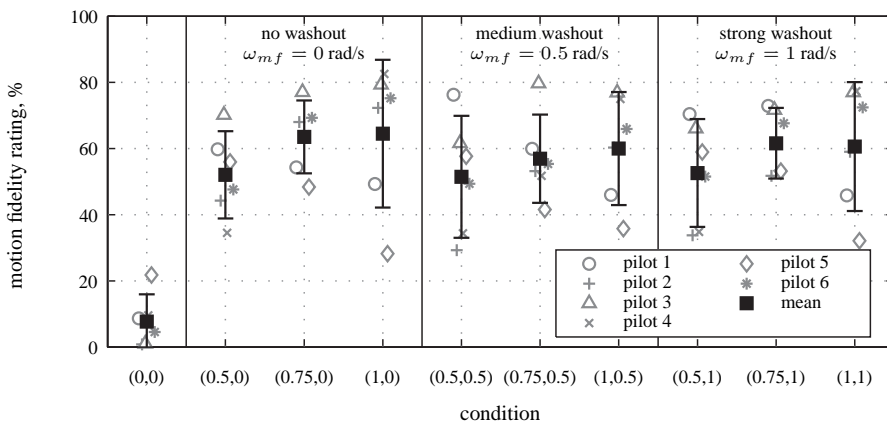 motion fidelity rating, %
100
80
60
40
20
0
no washout
ω_mf = 0 rad/s
medium washout
ω_mf = 0.5 rad/s
strong washout
ω_mf = 1 rad/s
pilot 1
pilot 2
pilot 3
pilot 4
pilot 5
pilot 6
mean
(0,0) (0.5,0) (0.75,0) (1,0) (0.5,0.5) (0.75,0.5) (1,0.5) (0.5,1) (0.75,1) (1,1)
condition